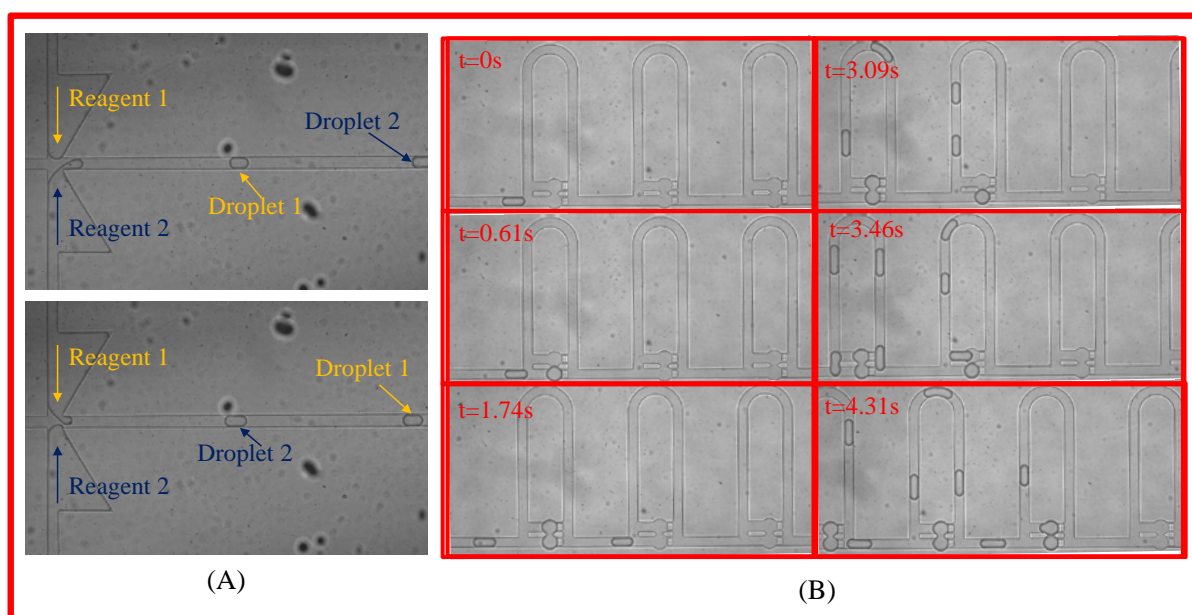 Reagent 1
Droplet 2
Droplet 1
Reagent 2
Reagent 1
Droplet 1
Droplet 2
Reagent 2
(A)
t=0s
t=3.09s
t=0.61s
t=3.46s
t=1.74s
t=4.31s
(B)